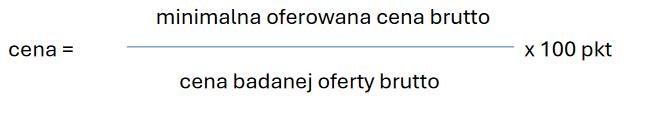 minimalna oferowana cena brutto
cena = x 100 pkt
cena badanej oferty brutto